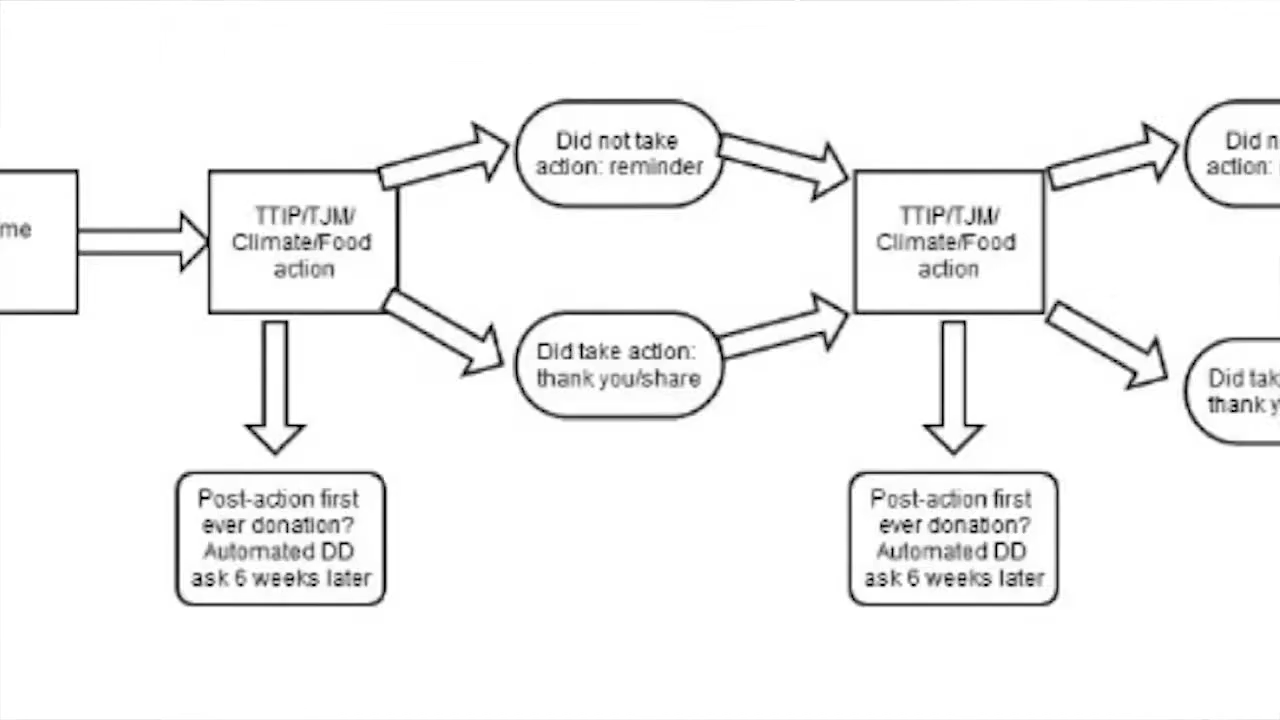 me
TTIP/TJM/
Climate/Food
action
Did not take
action: reminder
Did take action:
thank you/share
Post-action first
ever donation?
Automated DD
ask 6 weeks later
TTIP/TJM/
Climate/Food
action
Post-action first
ever donation?
Automated DD
ask 6 weeks later
Did n
action:
Did tak
thank y